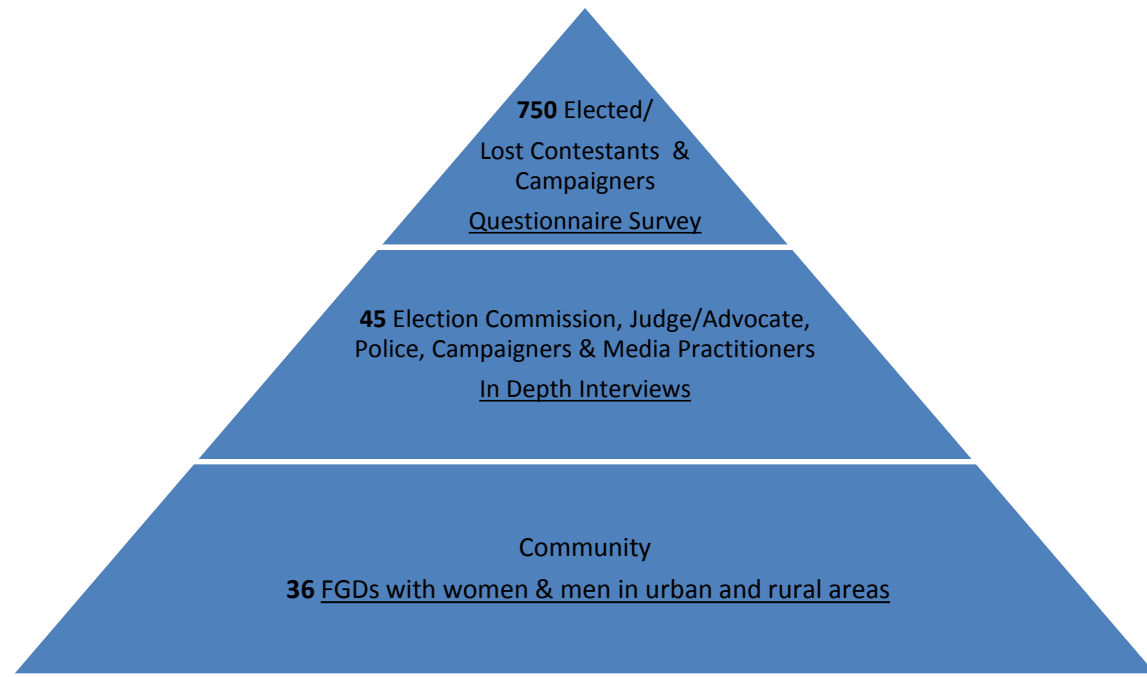 750 Elected/
Lost Contestants &
Campaigners
Questionnaire Survey
45 Election Commission, Judge/Advocate,
Police, Campaigners & Media Practitioners
In Depth Interviews
Community
36 FGDs with women & men in urban and rural areas